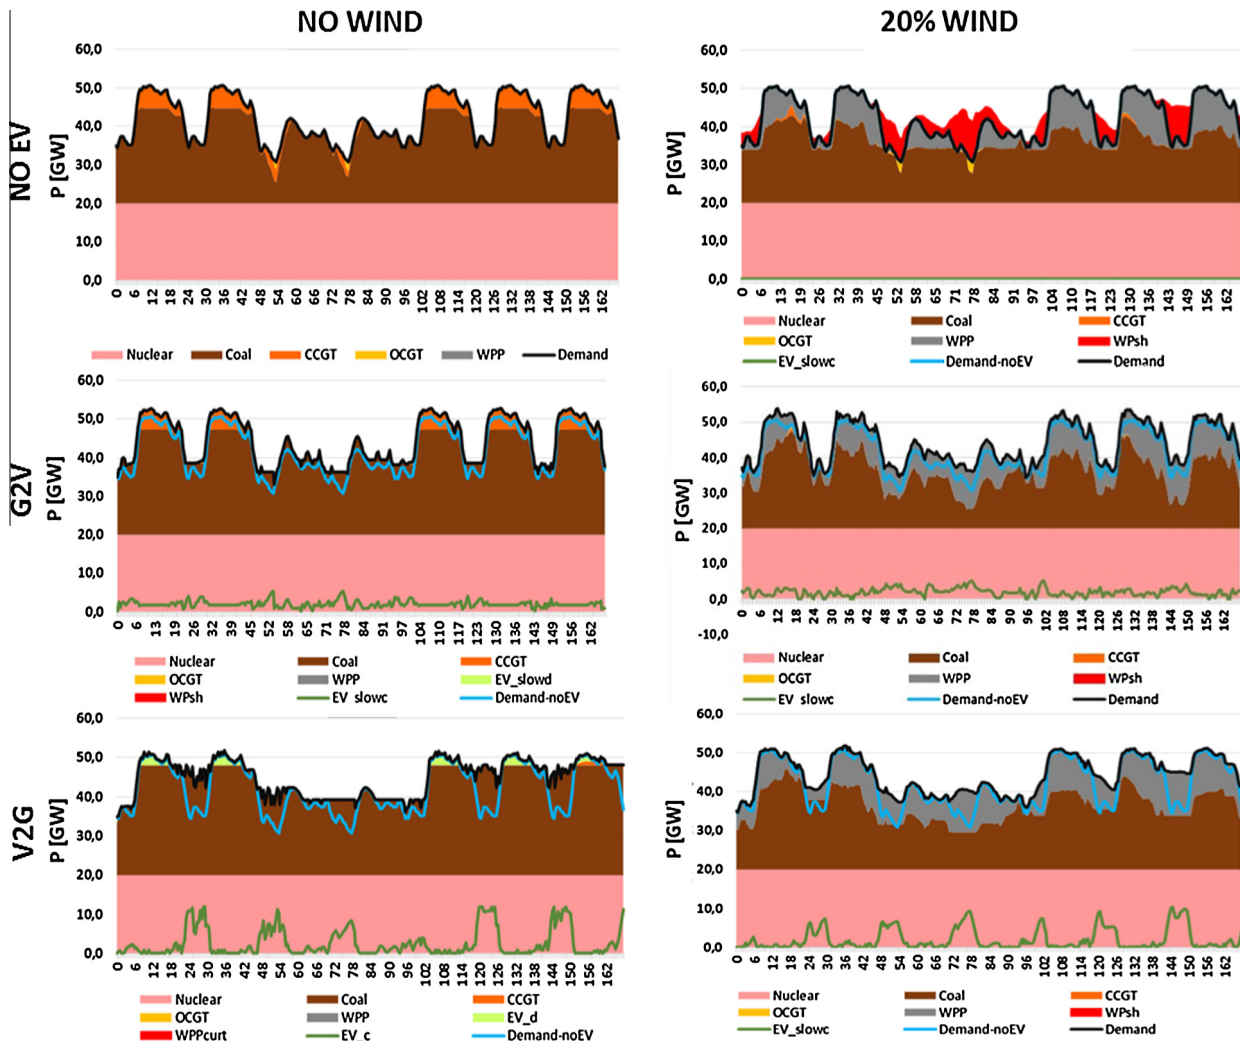 NO WIND
20% WIND
NO EV
P [GW]
60,0
50,0
40,0
30,0
20,0
10,0
0,0
0 6 12 18 24 30 36 42 48 54 60 66 72 78 84 90 96 102 108 114 120 126 132 138 144 150 156 162
Nuclear Coal CCGT OCGT WPP Demand
P [GW]
60,0
50,0
40,0
30,0
20,0
10,0
0,0
0 6 13 19 26 32 39 45 52 58 65 71 78 84 91 97 104 110 117 123 130 136 143 149 156 162
Nuclear Coal CCGT
OCGT WPP WPsh
EV_slowc Demand-noEV Demand
G2V
P [GW]
60,0
50,0
40,0
30,0
20,0
10,0
0,0
0 6 13 19 26 32 39 45 52 58 65 71 78 84 91 97 104 110 117 123 130 136 143 149 156 162
Nuclear Coal CCGT
OCGT WPP EV_slowd
WPsh EV_slowc Demand-noEV
P [GW]
60,0
50,0
40,0
30,0
20,0
10,0
0,0
-10,0
0 6 12 18 24 30 36 42 48 54 60 66 72 78 84 90 96 102 108 114 120 126 132 138 144 150 156 162
Nuclear Coal CCGT
OCGT WPP WPsh
EV_slowc Demand-noEV Demand
V2G
P [GW]
60,0
50,0
40,0
30,0
20,0
10,0
0,0
0 6 12 18 24 30 36 42 48 54 60 66 72 78 84 90 96 102 108 114 120 126 132 138 144 150 156 162
Nuclear Coal CCGT
OCGT WPP EV_d
WPPcurt EV_c Demand-noEV
P [GW]
60,0
50,0
40,0
30,0
20,0
10,0
0,0
0 6 12 18 24 30 36 42 48 54 60 66 72 78 84 90 96 102 108 114 120 126 132 138 144 150 156 162
Nuclear Coal CCGT
OCGT WPP WPsh
EV_slowc Demand-noEV Demand